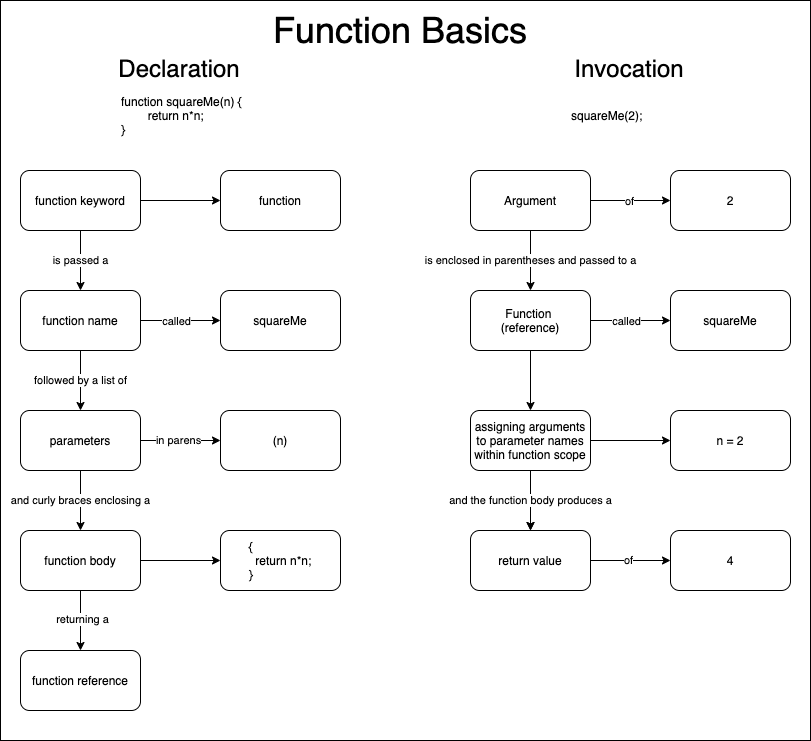 Function Basics
Declaration
function squareMe(n) {
return n*n;
}
function keyword
function
is passed a
function name
called
squareMe
followed by a list of
parameters
in parens
(n)
and curly braces enclosing a
function body
{
return n*n;
}
returning a
function reference
Invocation
squareMe(2);
Argument
of
2
is enclosed in parentheses and passed to a
Function
(reference)
called
squareMe
assigning arguments
to parameter names
within function scope
n = 2
and the function body produces a
return value
of
4